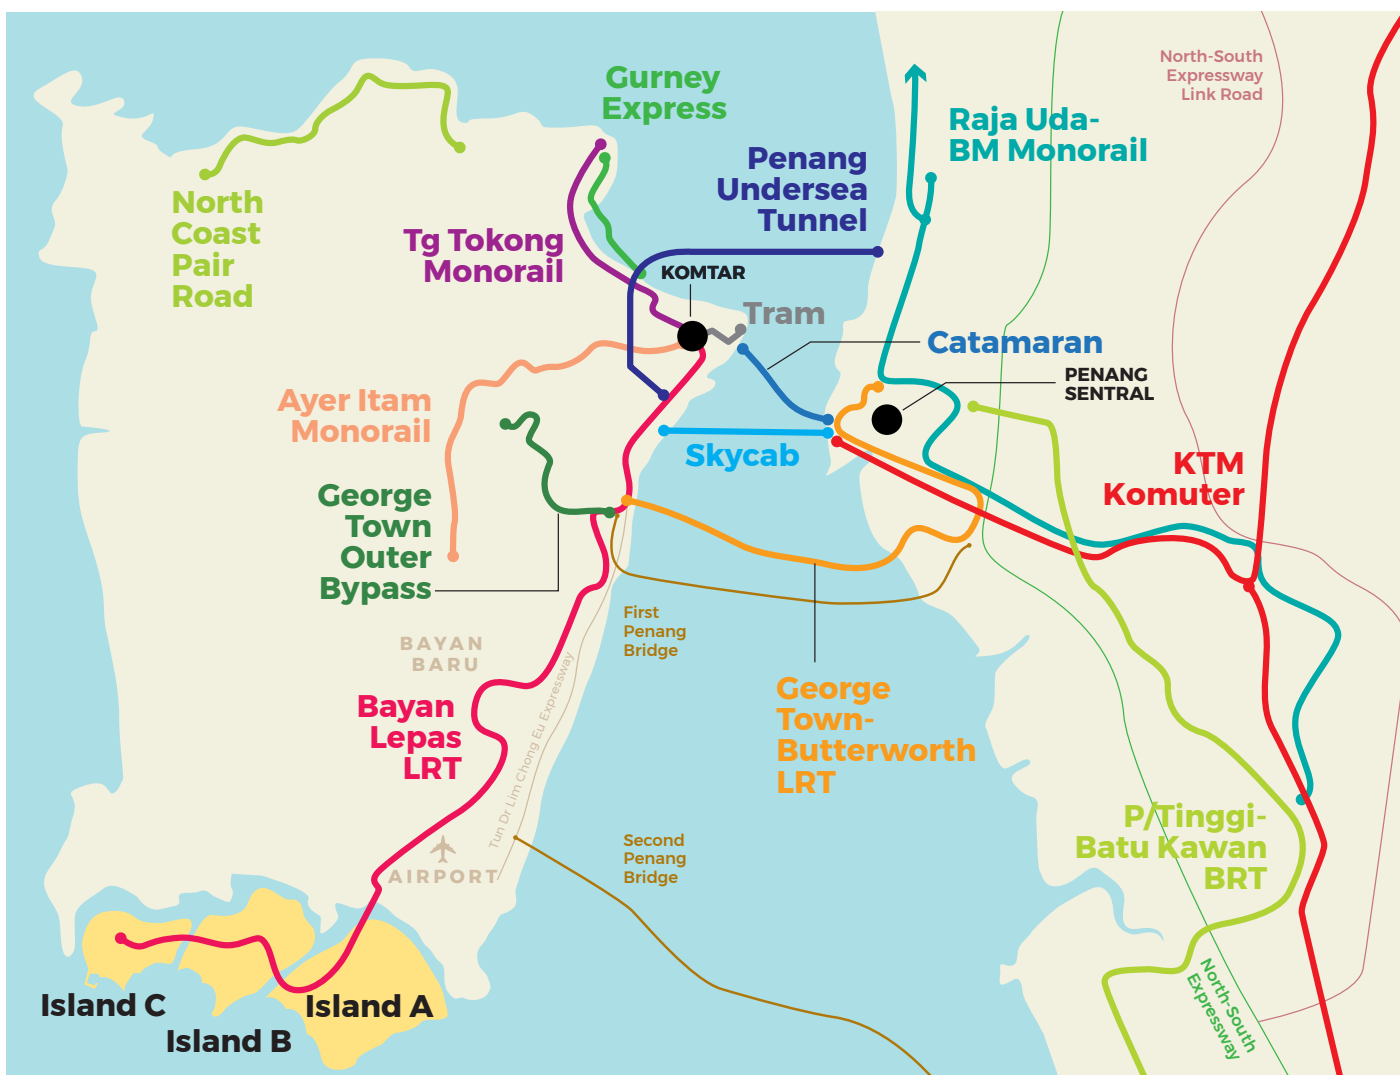 North-South
Expressway
Link Road
Gurney
Express
Raja Uda-
BM Monorail
Penang
Undersea
Tunnel
North
Coast
Pair
Road
Tg Tokong
Monorail
KOMTAR
Tram
Catamaran
PENANG
SENTRAL
Ayer Itam
Monorail
Skycab
KTM
Komuter
George
Town
Outer
Bypass
First
Penang
Bridge
BAYAN
BARU
Tun Dr Lim Chong Eu Expressway
George
Town-
Butterworth
LRT
Bayan
Lepas
LRT
P/Tinggi-
Batu Kawan
BRT
Second
Penang
Bridge
AIRPORT
North-South
Expressway
Island C
Island A
Island B